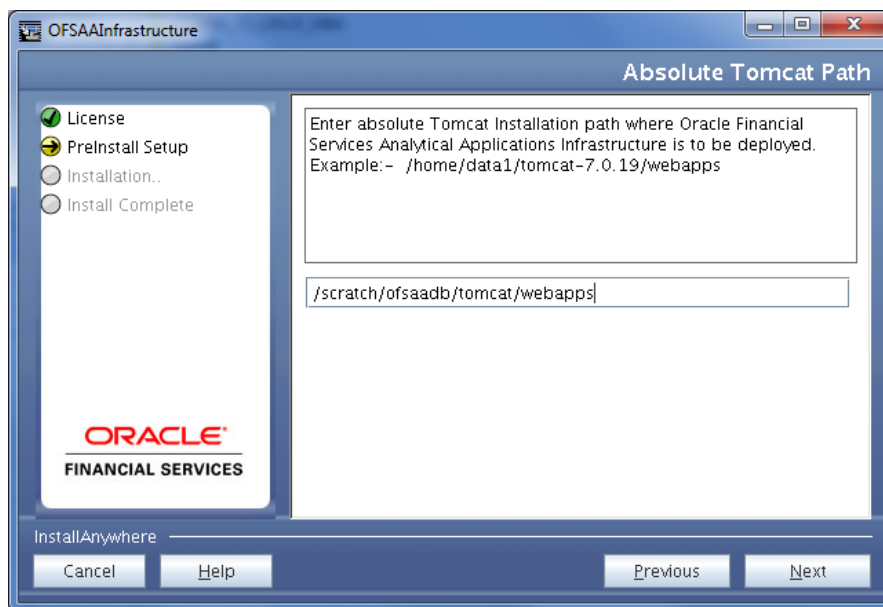 OFSAAInfrastructure
Absolute Tomcat Path
License
PreInstall Setup
Installation..
Install Complete
Enter absolute Tomcat Installation path where Oracle Financial
Services Analytical Applications Infrastructure is to be deployed.
Example:- /home/data1/tomcat-7.0.19/webapps
/scratch/ofsaadb/tomcat/webapps
ORACLE
FINANCIAL SERVICES
InstallAnywhere
Cancel Help Previous Next